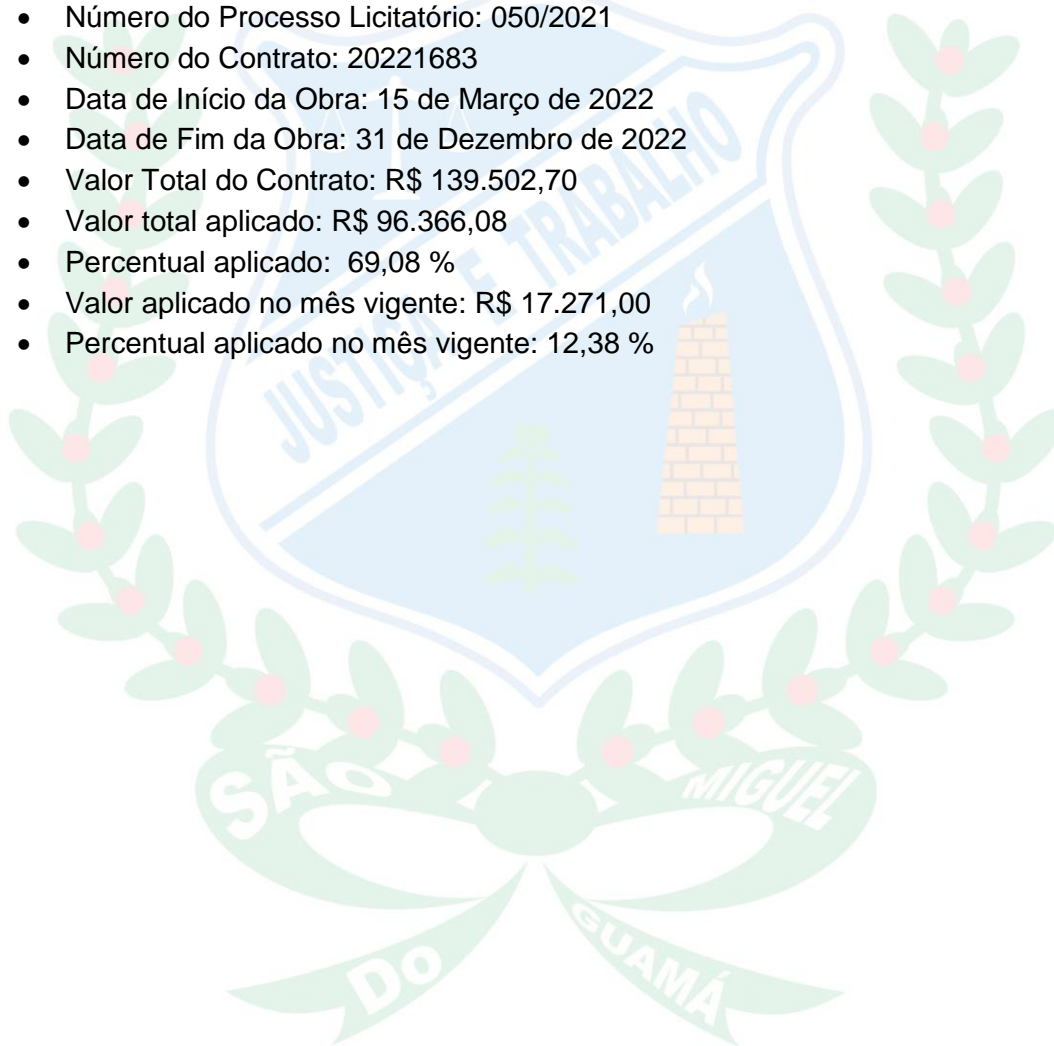 • Número do Processo Licitatório: 050/2021
• Número do Contrato: 20221683
• Data de Início da Obra: 15 de Março de 2022
• Data de Fim da Obra: 31 de Dezembro de 2022
• Valor Total do Contrato: R$ 139.502,70
• Valor total aplicado: R$ 96.366,08
• Percentual aplicado: 69,08 %
• Valor aplicado no mês vigente: R$ 17.271,00
• Percentual aplicado no mês vigente: 12,38 %
JUSTIÇA E TRABALHO
SÃO MIGUEL
DO GUAMÁ